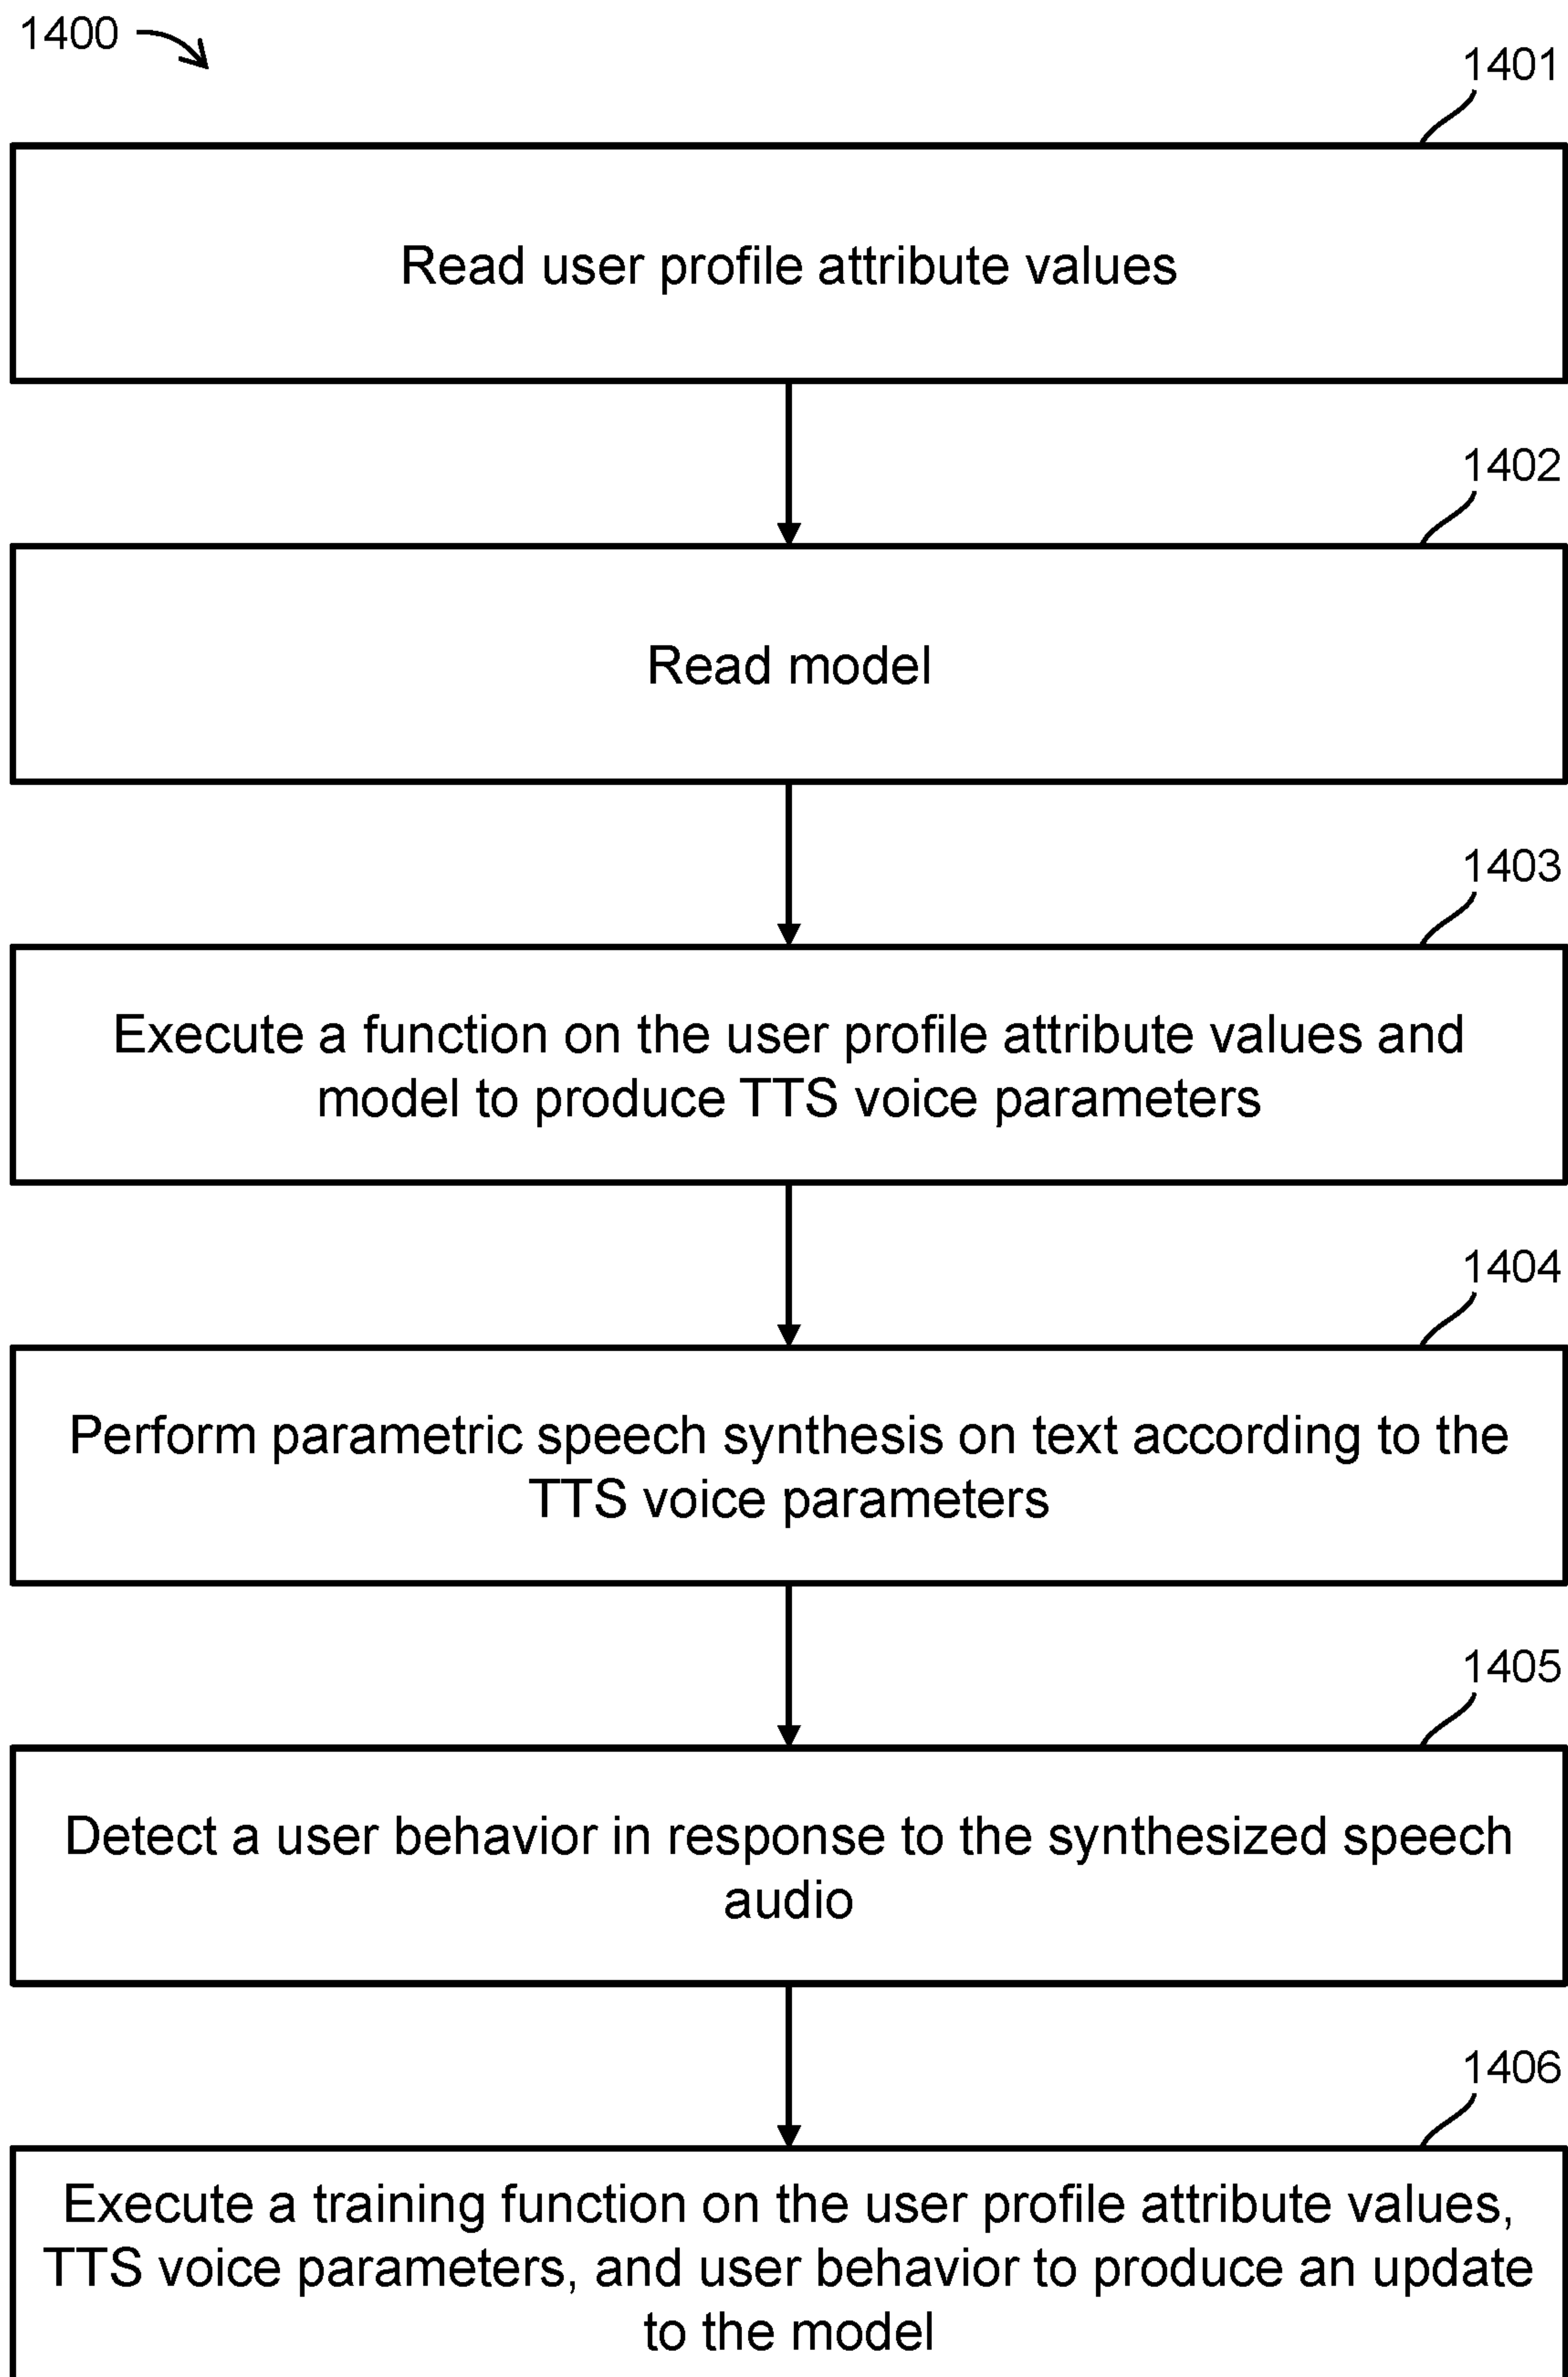 1400
1401
Read user profile attribute values
1402
Read model
1403
Execute a function on the user profile attribute values and
model to produce TTS voice parameters
1404
Perform parametric speech synthesis on text according to the
TTS voice parameters
1405
Detect a user behavior in response to the synthesized speech
audio
1406
Execute a training function on the user profile attribute values,
TTS voice parameters, and user behavior to produce an update
to the model